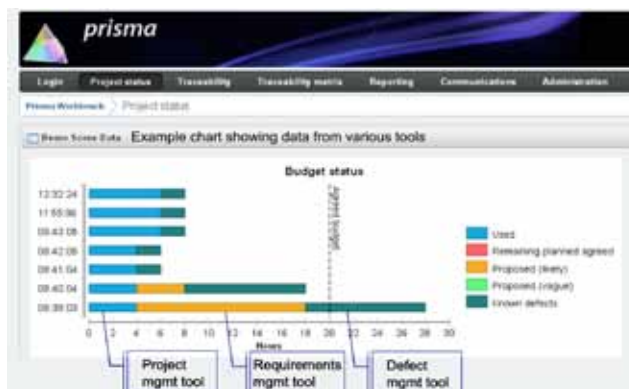 prisma
Login Project status Traceability Traceability matrix Reporting Communications Administration
Prisma Workbench Project status
Demo Scene Data Example chart showing data from various tools
Budget status
Agreed budget
12:32:24
11:55:36
08:43:08
08:42:08
08:41:04
08:40:04
08:39:03
Used
Remaining planned agreed
Proposed (likely)
Proposed (vague)
Known defects
0 2 4 6 8 10 12 14 16 18 20 22 24 26 28 30
Hours
Project mgmt tool
Requirements mgmt tool
Defect mgmt tool